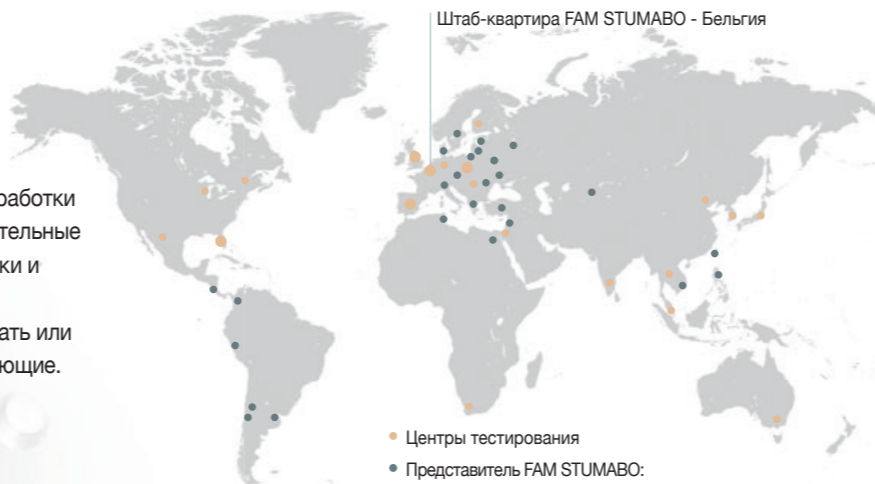 Штаб-квартира FAM STUMABO - Бельгия
работки
тельные
ки и
ать или
ющие.
Центры тестирования
Представитель FAM STUMABO: